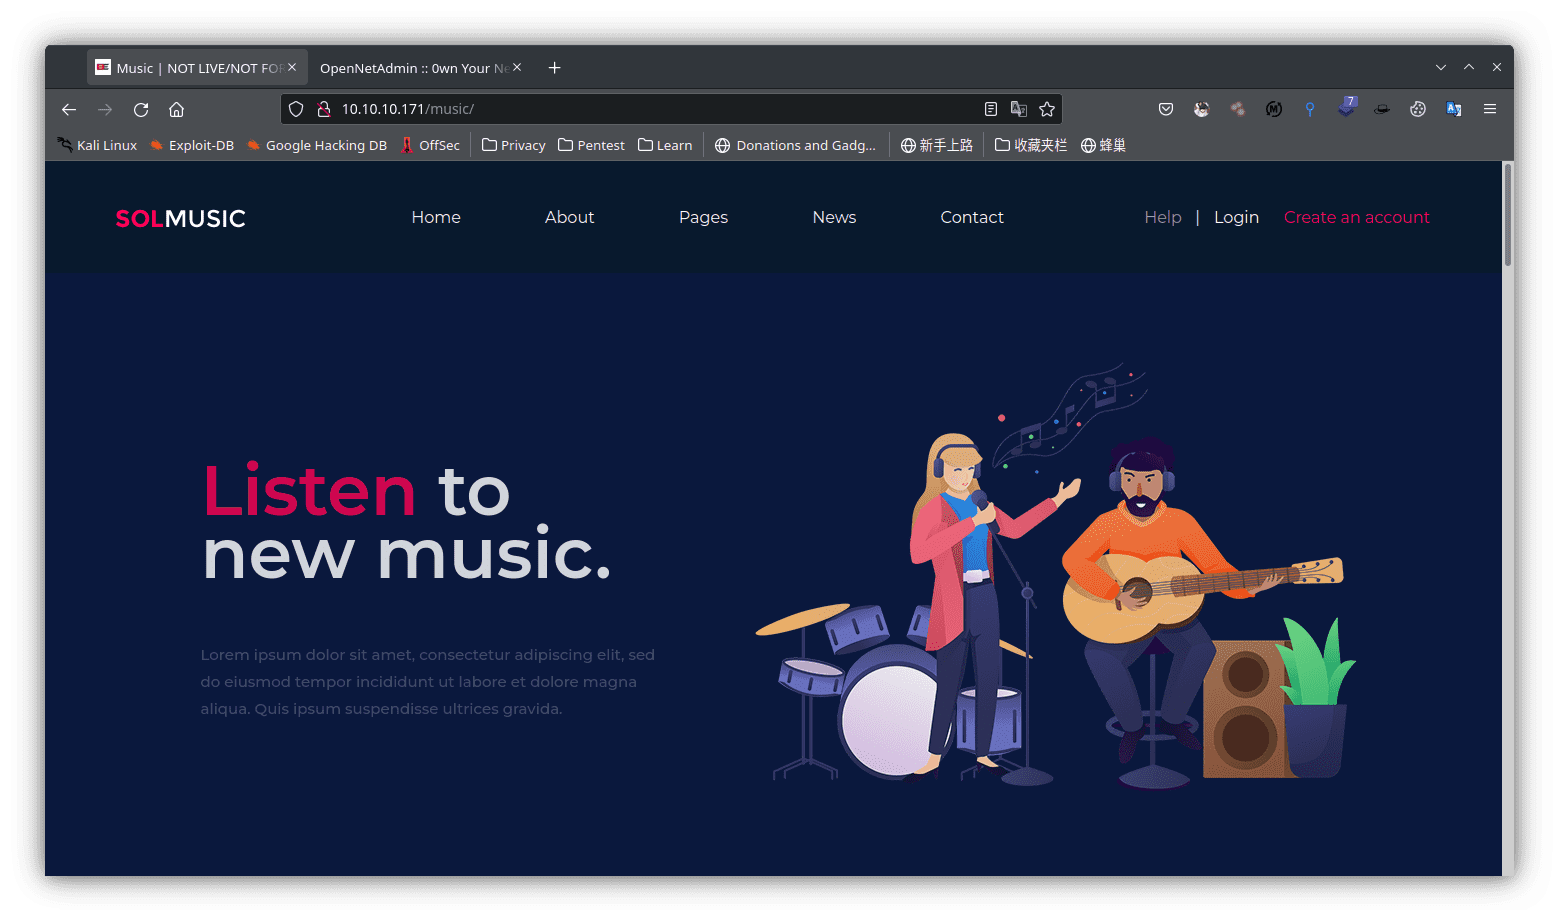 Music | NOT LIVE/NOT FOR
OpenNetAdmin :: 0wn Your Ne
10.10.10.171/music/
7
Kali Linux
Exploit-DB
Google Hacking DB
OffSec
Privacy
Pentest
Learn
Donations and Gadg...
新手上路
收藏夹栏
蜂巢
SOLMUSIC
Home
About
Pages
News
Contact
Help | Login
Create an account
Listen to
new music.
Lorem ipsum dolor sit amet, consectetur adipiscing elit, sed
do eiusmod tempor incididunt ut labore et dolore magna
aliqua. Quis ipsum suspendisse ultrices gravida.